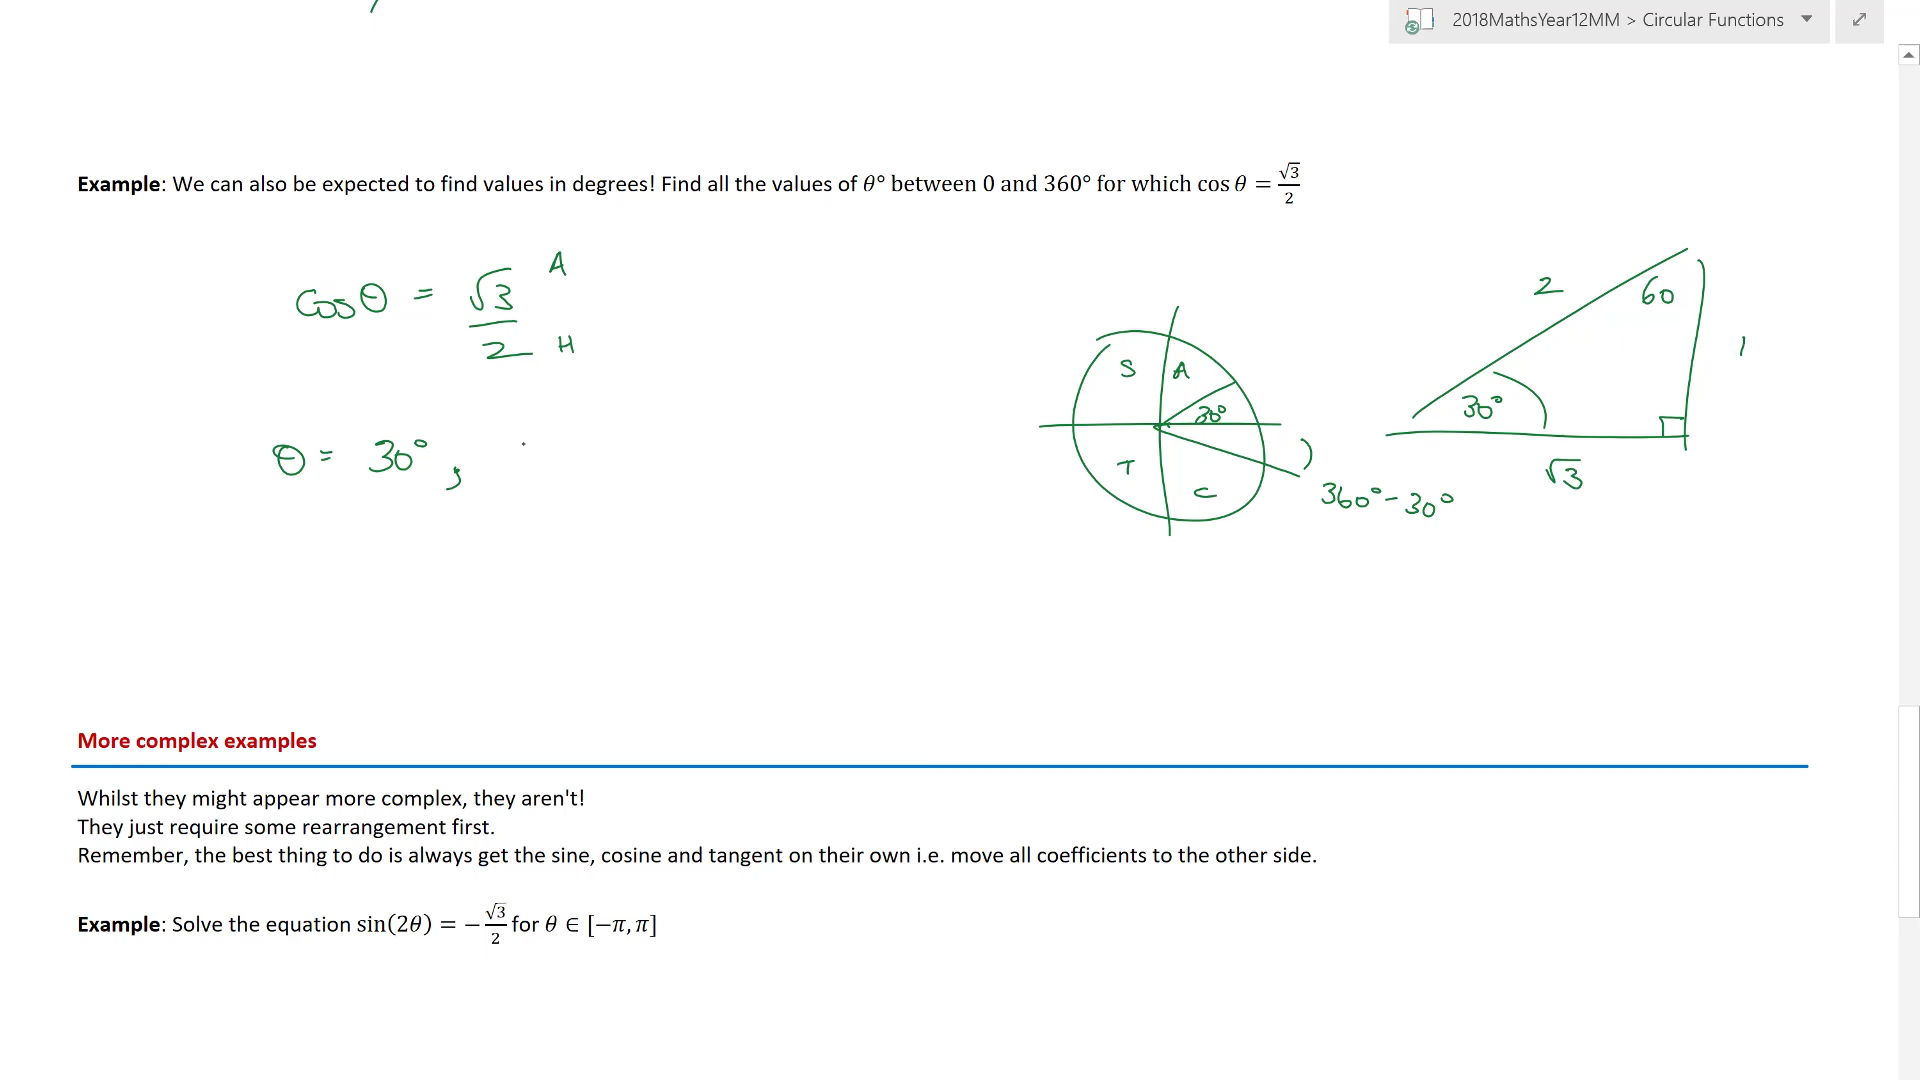 2018MathsYear12MM > Circular Functions
Example: We can also be expected to find values in degrees! Find all the values of θ° between 0 and 360° for which cos θ = √3/2
Cosθ = √3/2 A H
θ = 30°,
S A
30°
T C
360° - 30°
2
60
1
30°
√3
More complex examples
Whilst they might appear more complex, they aren't!
They just require some rearrangement first.
Remember, the best thing to do is always get the sine, cosine and tangent on their own i.e. move all coefficients to the other side.
Example: Solve the equation sin(2θ) = −√3/2 for θ ∈ [−π, π]